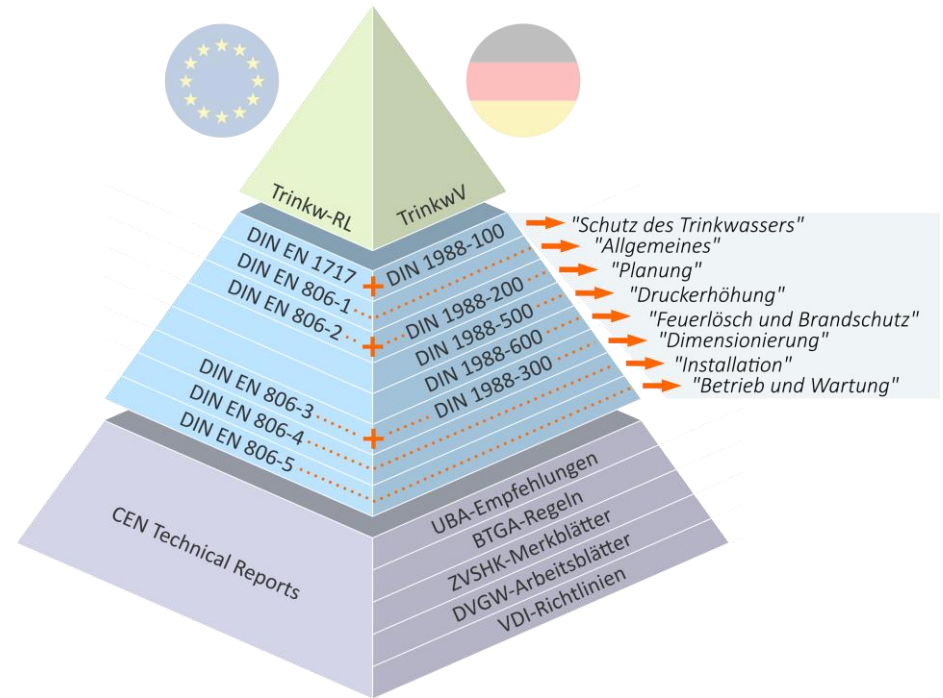 Trinkw-RL
TrinkwV
DIN EN 1717
DIN EN 806-1
DIN EN 806-2
DIN EN 806-3
DIN EN 806-4
DIN EN 806-5
DIN 1988-100
DIN 1988-200
DIN 1988-500
DIN 1988-600
DIN 1988-300
"Schutz des Trinkwassers"
"Allgemeines"
"Planung"
"Druckerhöhung"
"Feuerlösch und Brandschutz"
"Dimensionierung"
"Installation"
"Betrieb und Wartung"
CEN Technical Reports
UBA-Empfehlungen
BTGA-Regeln
ZVSHK-Merkblätter
DVGW-Arbeitsblätter
VDI-Richtlinien